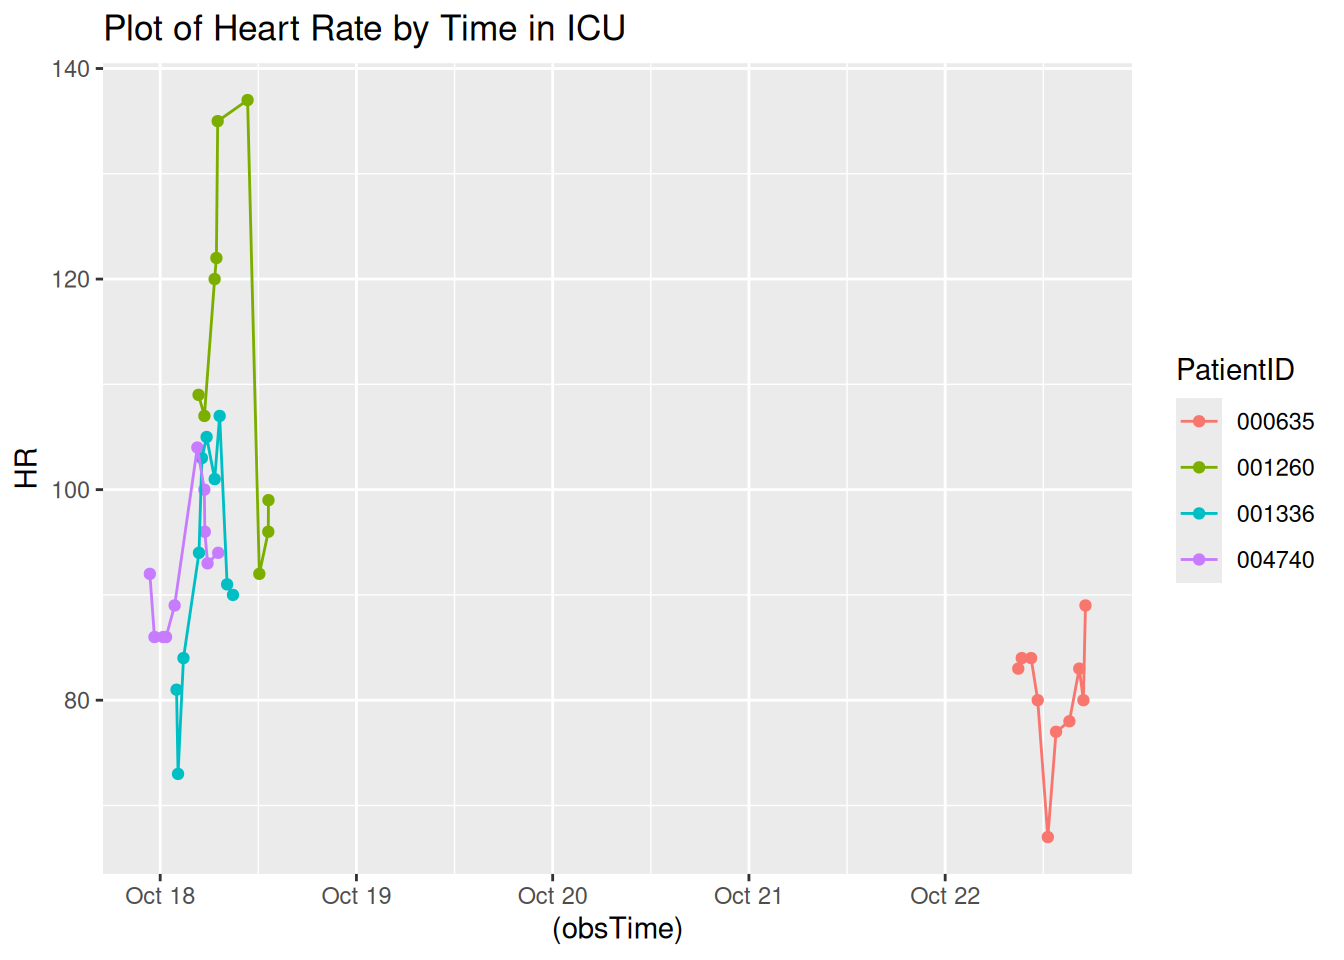 Plot of Heart Rate by Time in ICU
140
120
100
80
HR
Oct 18 Oct 19 Oct 20 Oct 21 Oct 22
(obsTime)
PatientID
000635
001260
001336
004740